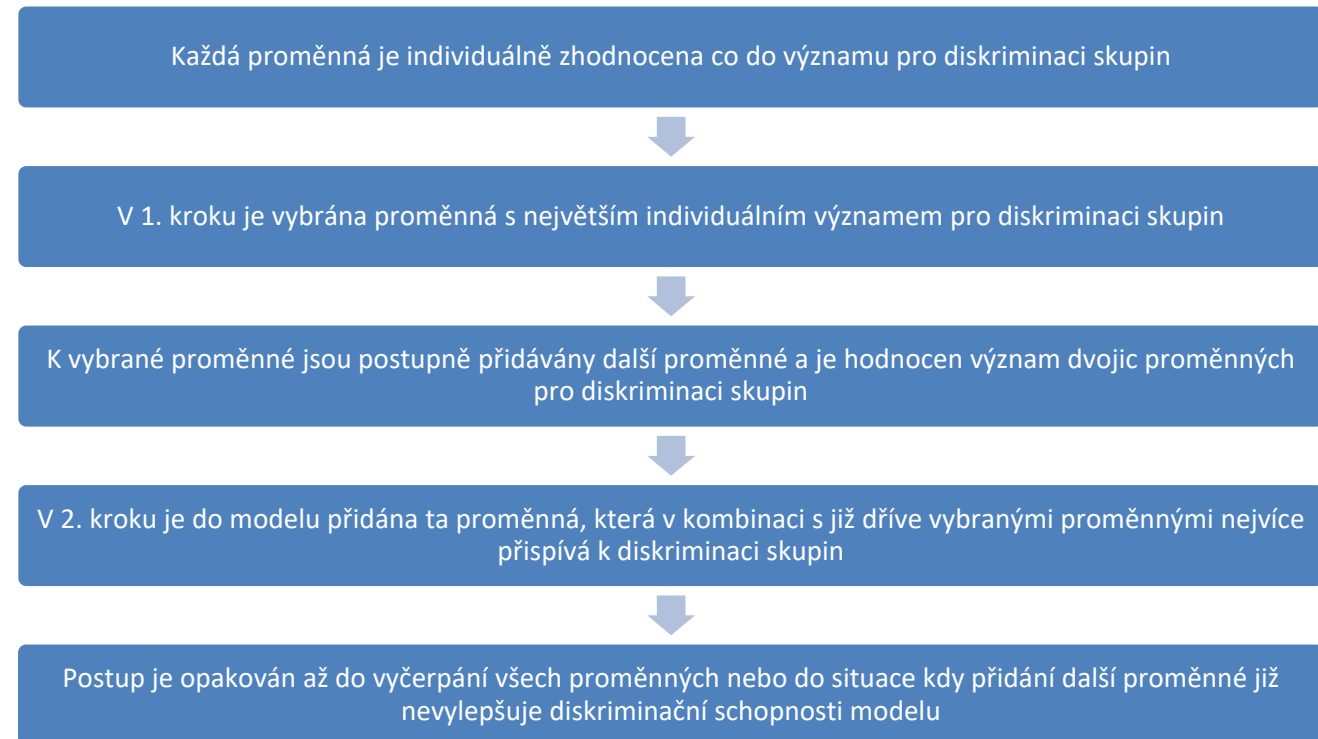 Každá proměnná je individuálně zhodnocena co do významu pro diskriminaci skupin
V 1. kroku je vybrána proměnná s největším individuálním významem pro diskriminaci skupin
K vybrané proměnné jsou postupně přidávány další proměnné a je hodnocen význam dvojic proměnných
pro diskriminaci skupin
V 2. kroku je do modelu přidána ta proměnná, která v kombinaci s již dříve vybranými proměnnými nejvíce
přispívá k diskriminaci skupin
Postup je opakován až do vyčerpání všech proměnných nebo do situace kdy přidání další proměnné již
nevylepšuje diskriminační schopnosti modelu